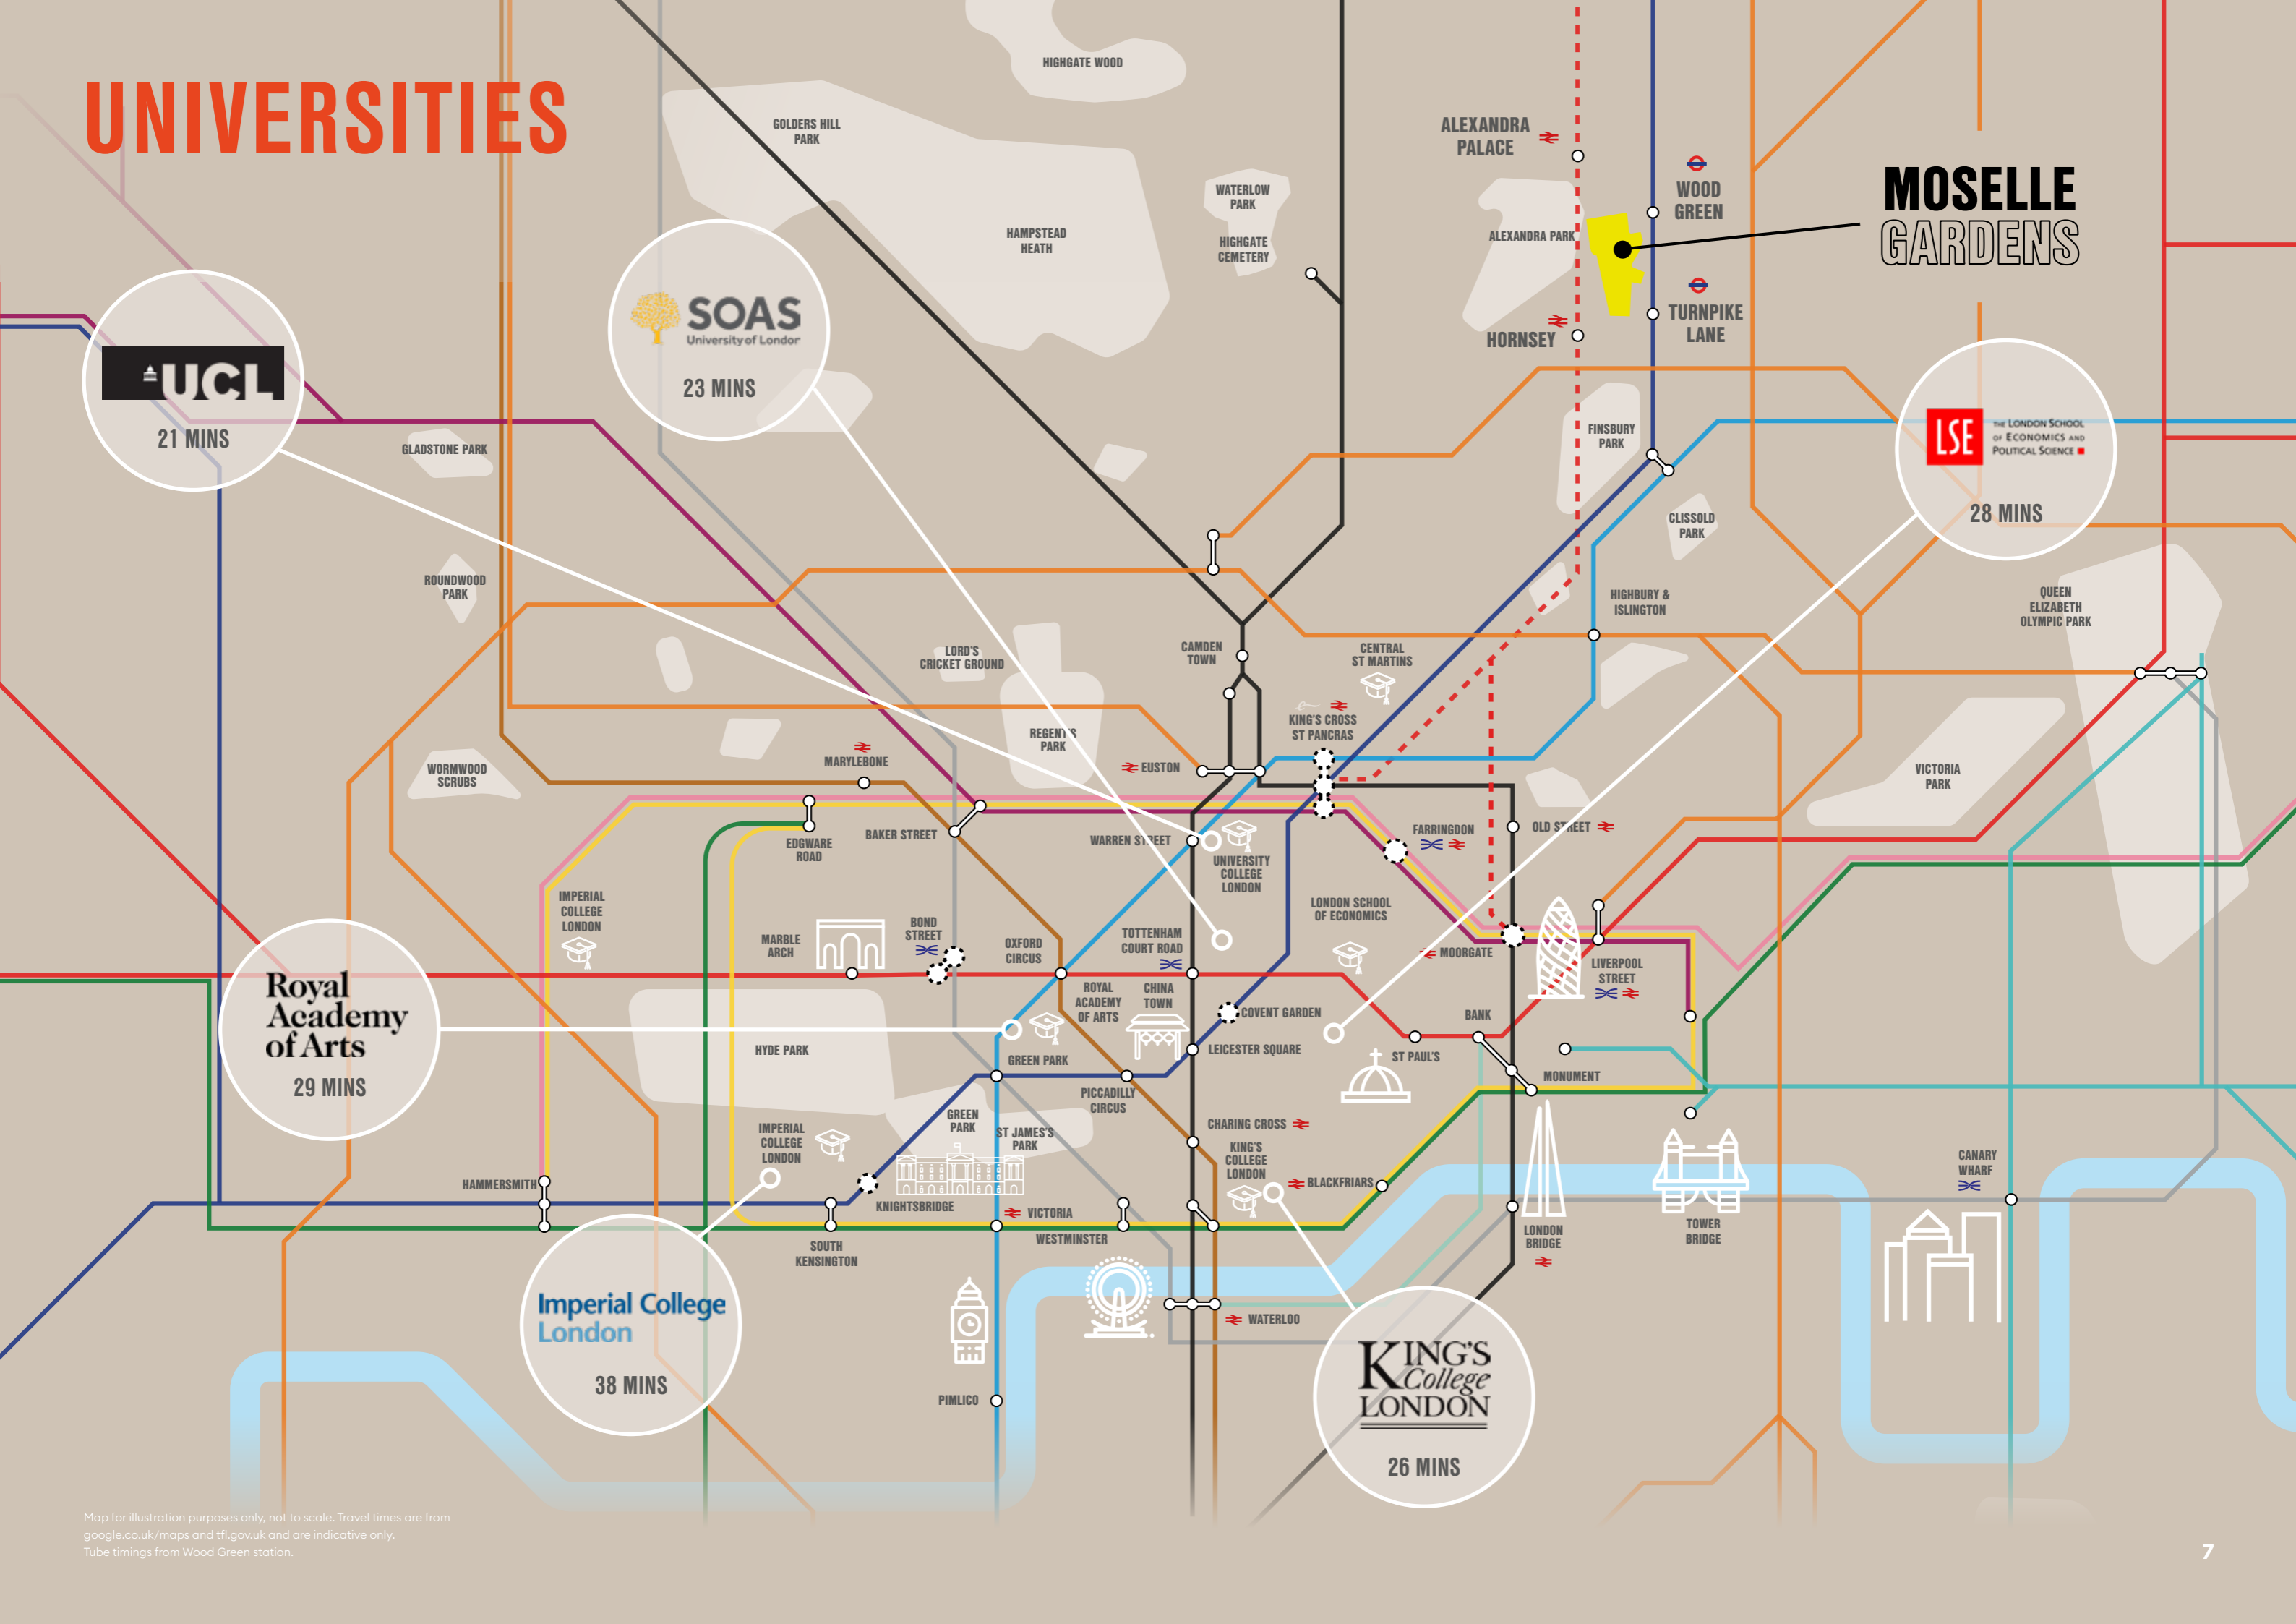 UNIVERSITIES
HIGHGATE WOOD
GOLDERS HILL
PARK
HAMPSTEAD
HEATH
WATERLOW
PARK
HIGHGATE
CEMETERY
ALEXANDRA
PALACE
WOOD
GREEN
ALEXANDRA PARK
MOSELLE
GARDENS
TURNPIKE
LANE
HORNSEY
UCL
21 MINS
SOAS
University of London
23 MINS
GLADSTONE PARK
FINSBURY
PARK
LSE
THE LONDON SCHOOL
OF ECONOMICS AND
POLITICAL SCIENCE
28 MINS
CLISSOLD
PARK
ROUNDWOOD
PARK
HIGHBURY &
ISLINGTON
QUEEN
ELIZABETH
OLYMPIC PARK
LORD'S
CRICKET GROUND
CAMDEN
TOWN
CENTRAL
ST MARTINS
KING'S CROSS
ST PANCRAS
REGENT'S
PARK
MARYLEBONE
EUSTON
WORMWOOD
SCRUBS
VICTORIA
PARK
BAKER STREET
EDGWARE
ROAD
WARREN STREET
UNIVERSITY
COLLEGE
LONDON
FARRINGDON
OLD STREET
IMPERIAL
COLLEGE
LONDON
MARBLE
ARCH
BOND
STREET
OXFORD
CIRCUS
TOTTENHAM
COURT ROAD
LONDON SCHOOL
OF ECONOMICS
MOORGATE
LIVERPOOL
STREET
ROYAL
ACADEMY
OF ARTS
CHINA
TOWN
COVENT GARDEN
BANK
Royal
Academy
of Arts
29 MINS
HYDE PARK
GREEN PARK
LEICESTER SQUARE
ST PAUL'S
MONUMENT
PICCADILLY
CIRCUS
GREEN
PARK
ST JAMES'S
PARK
CHARING CROSS
IMPERIAL
COLLEGE
LONDON
KING'S
COLLEGE
LONDON
BLACKFRIARS
CANARY
WHARF
HAMMERSMITH
KNIGHTSBRIDGE
VICTORIA
WESTMINSTER
SOUTH
KENSINGTON
LONDON
BRIDGE
TOWER
BRIDGE
Imperial College
London
38 MINS
WATERLOO
PIMLICO
KING'S
College
LONDON
26 MINS
Map for illustration purposes only, not to scale. Travel times are from
google.co.uk/maps and tfl.gov.uk and are indicative only.
Tube timings from Wood Green station.
7